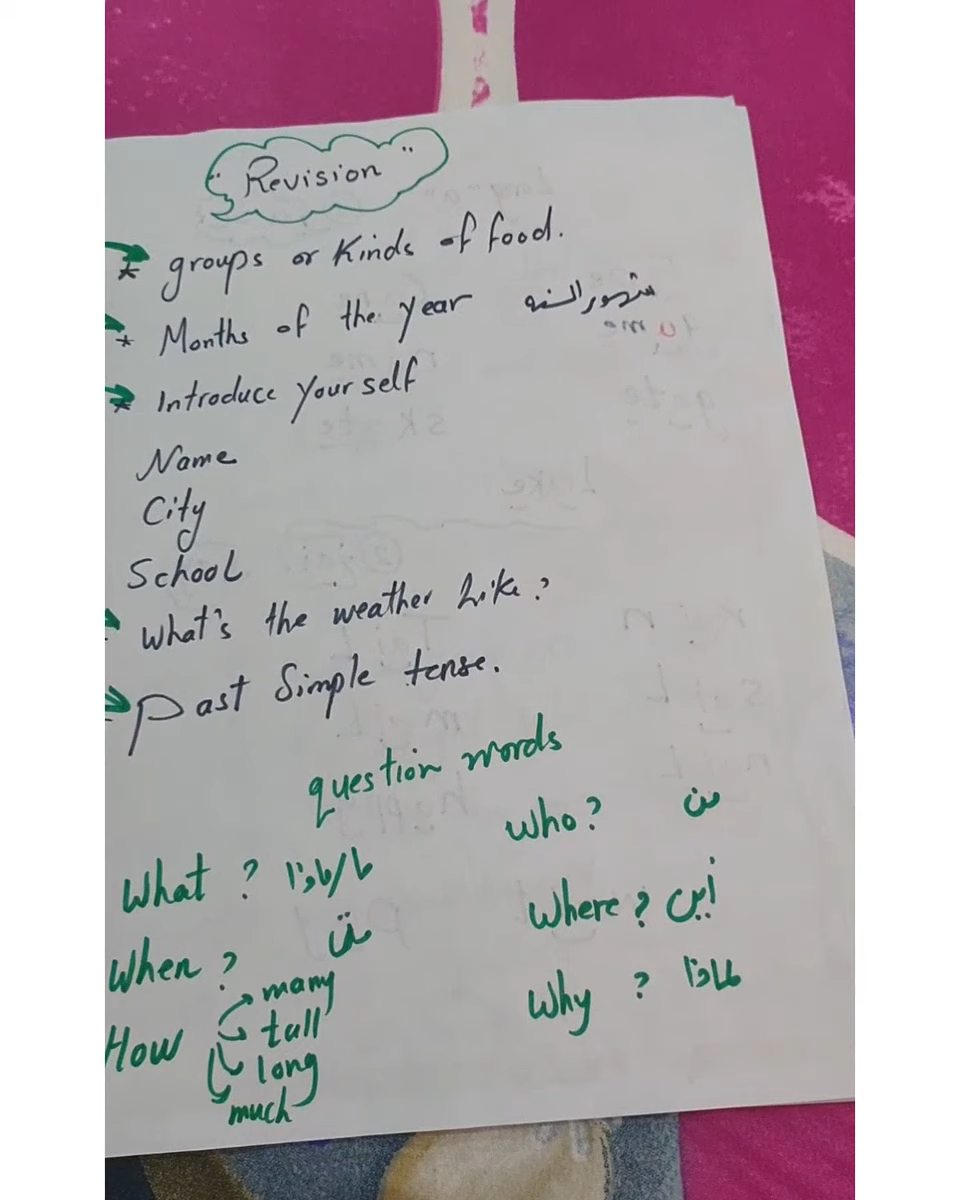 "Revision"
* groups or Kinds of food.
* Months of the year شهور السنه
* Introduce your self
Name
City
School
What's the weather Like?
Past Simple tense.
question words
What? ما/ماذا
Who? من
When? متى
Where? أين
How many
tall
long
much
Why? لماذا